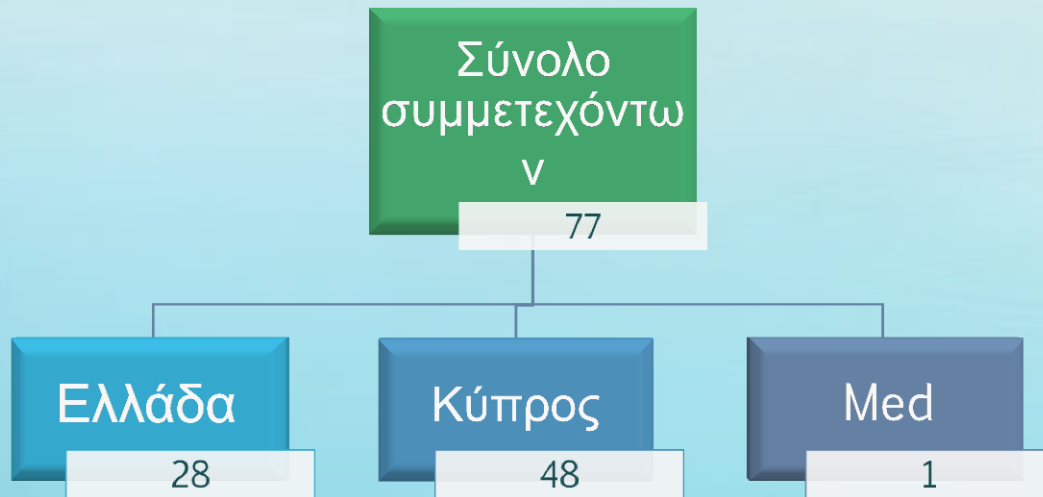 Σύνολο
συμμετεχόντω
ν
77
Ελλάδα
Κύπρος
Med
28
48
1